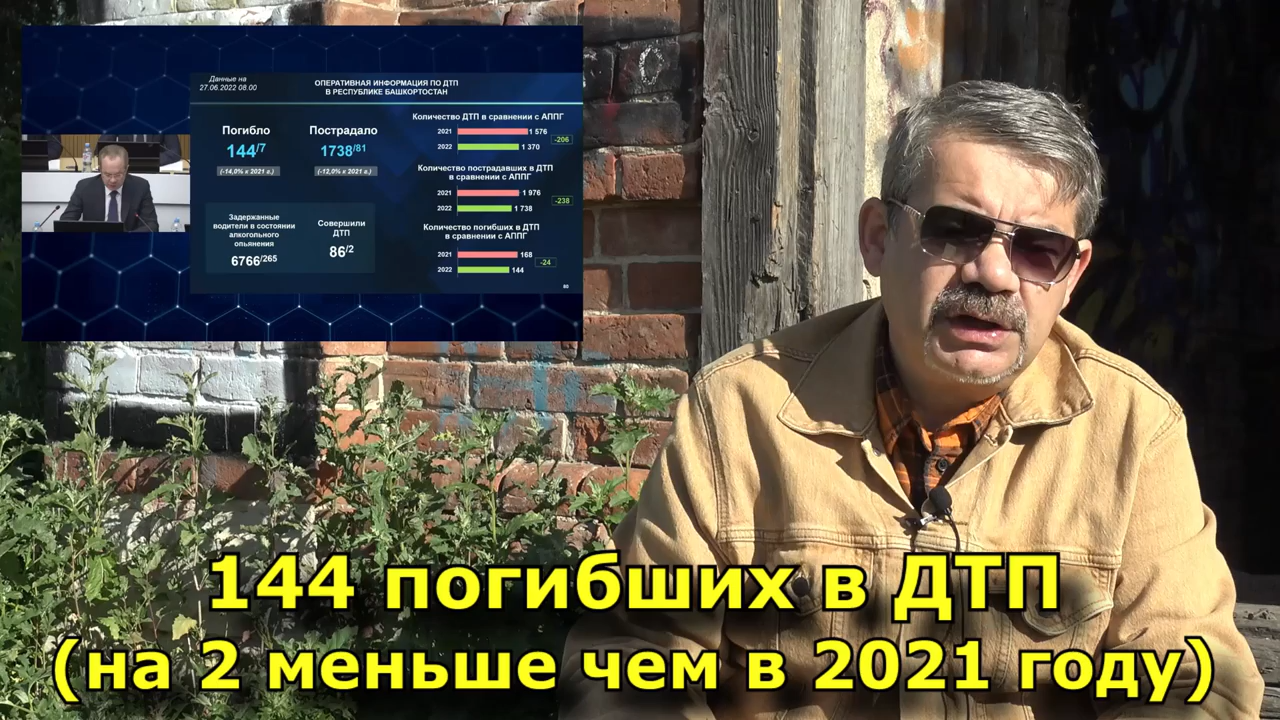 Данные на
27.06.2022 08.00
ОПЕРАТИВНАЯ ИНФОРМАЦИЯ ПО ДТП
В РЕСПУБЛИКЕ БАШКОРТОСТАН
Погибло
144/7
(-14,0% к 2021 г.)
Пострадало
1738/81
(-12,0% к 2021 г.)
Задержанные
водители в состоянии
алкогольного
опьянения
6766/265
Совершили
ДТП
86/2
Количество ДТП в сравнении с АППГ
2021 1 576
2022 1 370
-206
Количество пострадавших в ДТП
в сравнении с АППГ
2021 1 976
2022 1 738
-238
Количество погибших в ДТП
в сравнении с АППГ
2021 168
2022 144
-24
80
144 погибших в ДТП
(на 2 меньше чем в 2021 году)